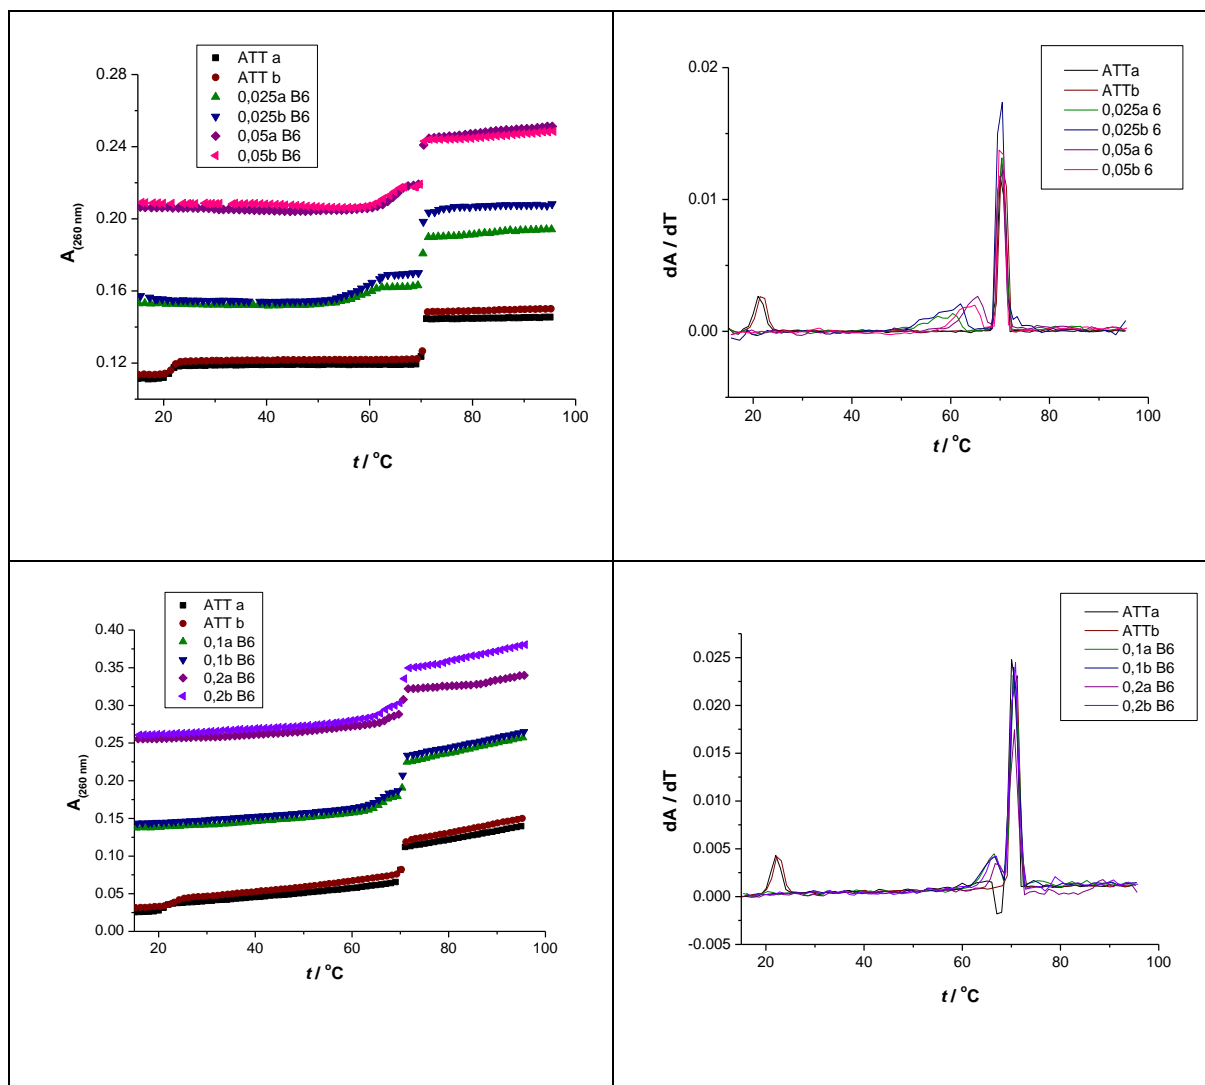 ATT a
ATT b
0,025a B6
0,025b B6
0,05a B6
0,05b B6
0.28
0.24
0.20
0.16
0.12
A(260 nm)
20 40 60 80 100
t / °C
ATTa
ATTb
0,025a 6
0,025b 6
0,05a 6
0,05b 6
0.02
0.01
0.00
dA / dT
20 40 60 80 100
t / °C
ATT a
ATT b
0,1a B6
0,1b B6
0,2a B6
0,2b B6
0.40
0.35
0.30
0.25
0.20
0.15
0.10
0.05
0.00
A(260 nm)
20 40 60 80 100
t / °C
ATTa
ATTb
0,1a B6
0,1b B6
0,2a B6
0,2b B6
0.025
0.020
0.015
0.010
0.005
0.000
-0.005
dA / dT
20 40 60 80 100
t / °C